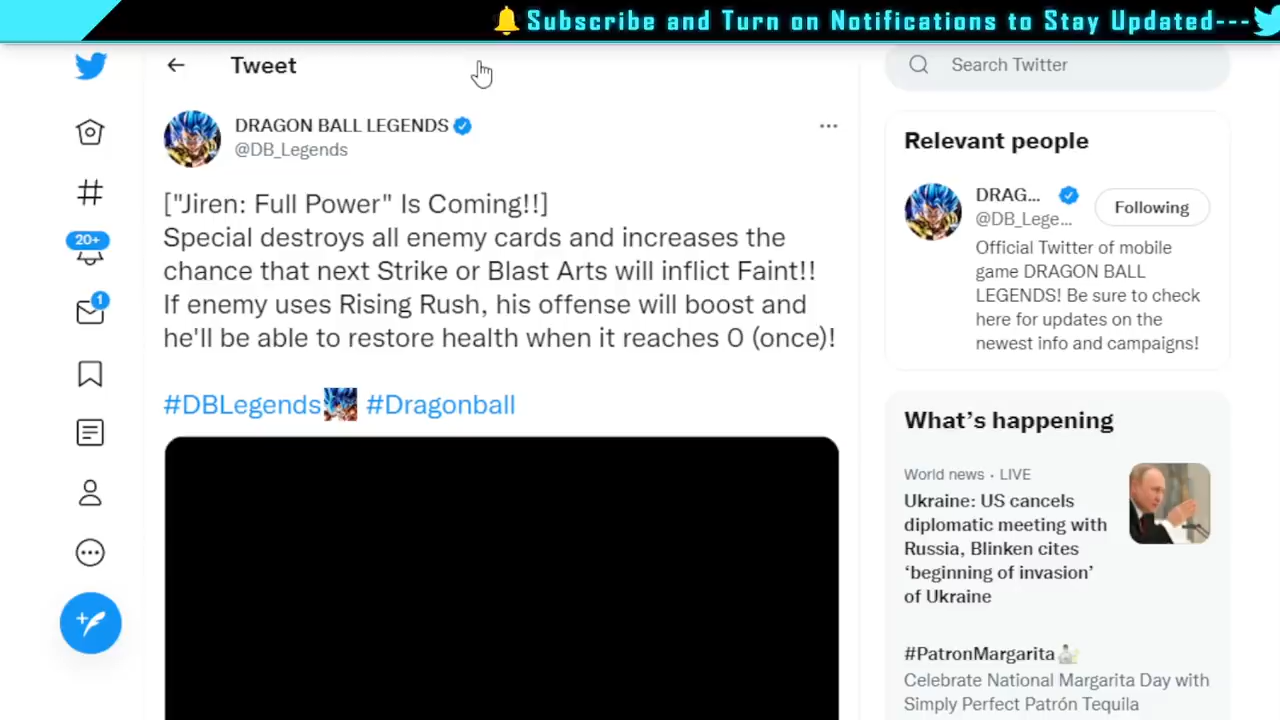 Subscribe and Turn on Notifications to Stay Updated---
Tweet
Search Twitter
DRAGON BALL LEGENDS
@DB_Legends
["Jiren: Full Power" Is Coming!!]
Special destroys all enemy cards and increases the
chance that next Strike or Blast Arts will inflict Faint!!
If enemy uses Rising Rush, his offense will boost and
he'll be able to restore health when it reaches 0 (once)!
#DBLegends #Dragonball
20+
1
Relevant people
DRAG...
@DB_Lege...
Following
Official Twitter of mobile
game DRAGON BALL
LEGENDS! Be sure to check
here for updates on the
newest info and campaigns!
What's happening
World news · LIVE
Ukraine: US cancels
diplomatic meeting with
Russia, Blinken cites
‘beginning of invasion’
of Ukraine
#PatronMargarita
Celebrate National Margarita Day with
Simply Perfect Patrón Tequila